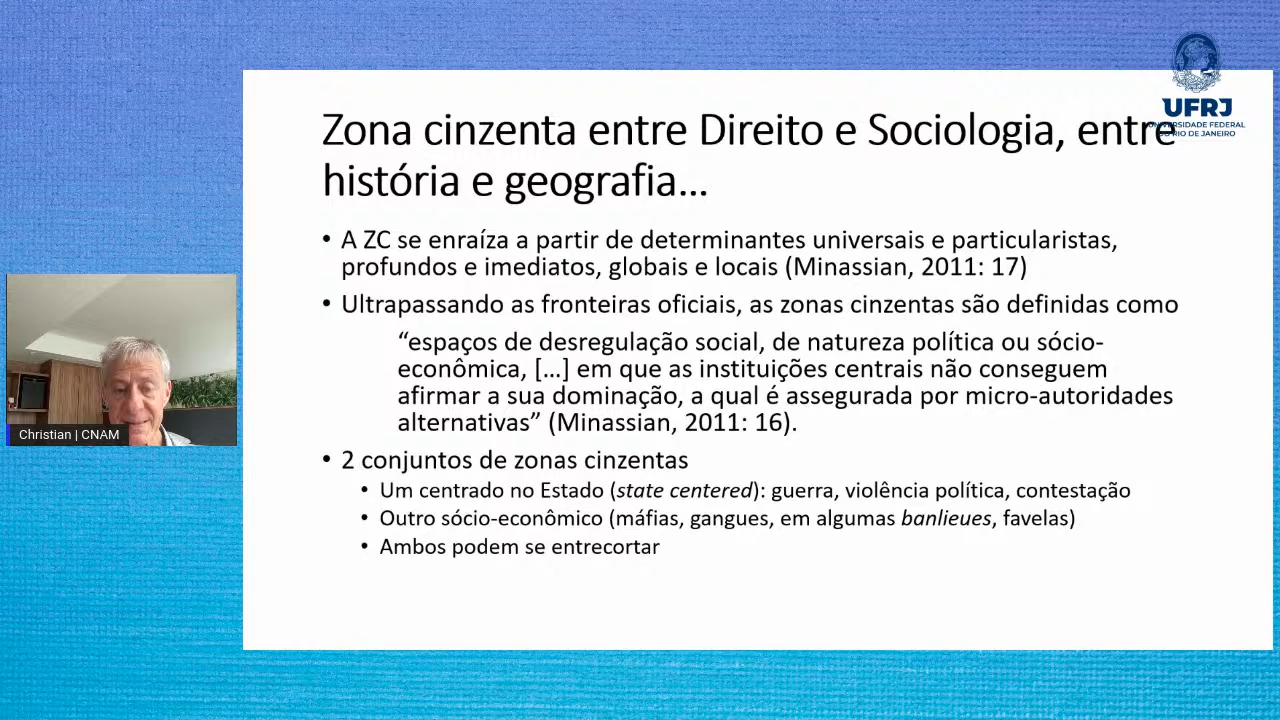 UFRJ
UNIVERSIDADE FEDERAL
DO RIO DE JANEIRO
Zona cinzenta entre Direito e Sociologia, entre
história e geografia...
• A ZC se enraíza a partir de determinantes universais e particularistas,
profundos e imediatos, globais e locais (Minassian, 2011: 17)
• Ultrapassando as fronteiras oficiais, as zonas cinzentas são definidas como
“espaços de desregulação social, de natureza política ou sócio-
econômica, [...] em que as instituições centrais não conseguem
afirmar a sua dominação, a qual é assegurada por micro-autoridades
alternativas” (Minassian, 2011: 16).
• 2 conjuntos de zonas cinzentas
• Um centrado no Estado (state centered): guerra, violência política, contestação
• Outro sócio-econômico (máfias, gangues, em algumas banlieues, favelas)
• Ambos podem se entrecortar
Christian | CNAM